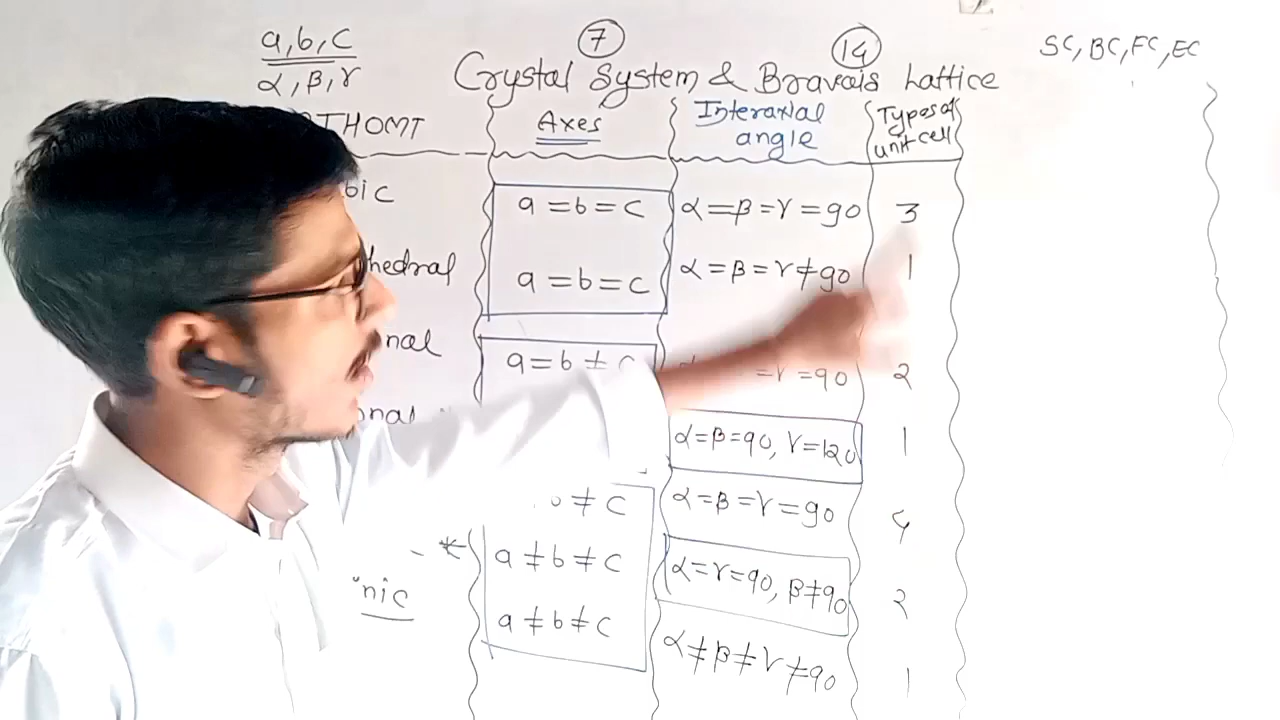 a, b, c
α, β, γ
7
14
SC, BC, FC, EC
Crystal System & Bravais Lattice
THOMT
Axes
Interaxial angle
Types of unit cell
bic
a = b = c
α = β = γ = 90
3
hedral
a = b = c
α = β = γ ≠ 90
1
nal
a = b ≠ c
= γ = 90
2
onal
α = β = 90, γ = 120
1
≠ c
α = β = γ = 90
4
*
a ≠ b ≠ c
α = γ = 90, β ≠ 90
2
nic
a ≠ b ≠ c
α ≠ β ≠ γ ≠ 90
1